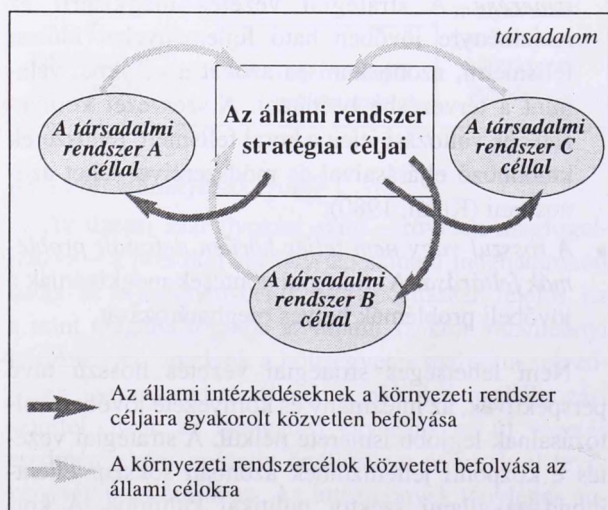 társadalom
Az állami rendszer
stratégiai céljai
A társadalmi
rendszer A
céllal
A társadalmi
rendszer C
céllal
A társadalmi
rendszer B
céllal
Az állami intézkedéseknek a környezeti rendszer
céljaira gyakorolt közvetlen befolyása
A környezeti rendszercélok közvetett befolyása az
állami célokra